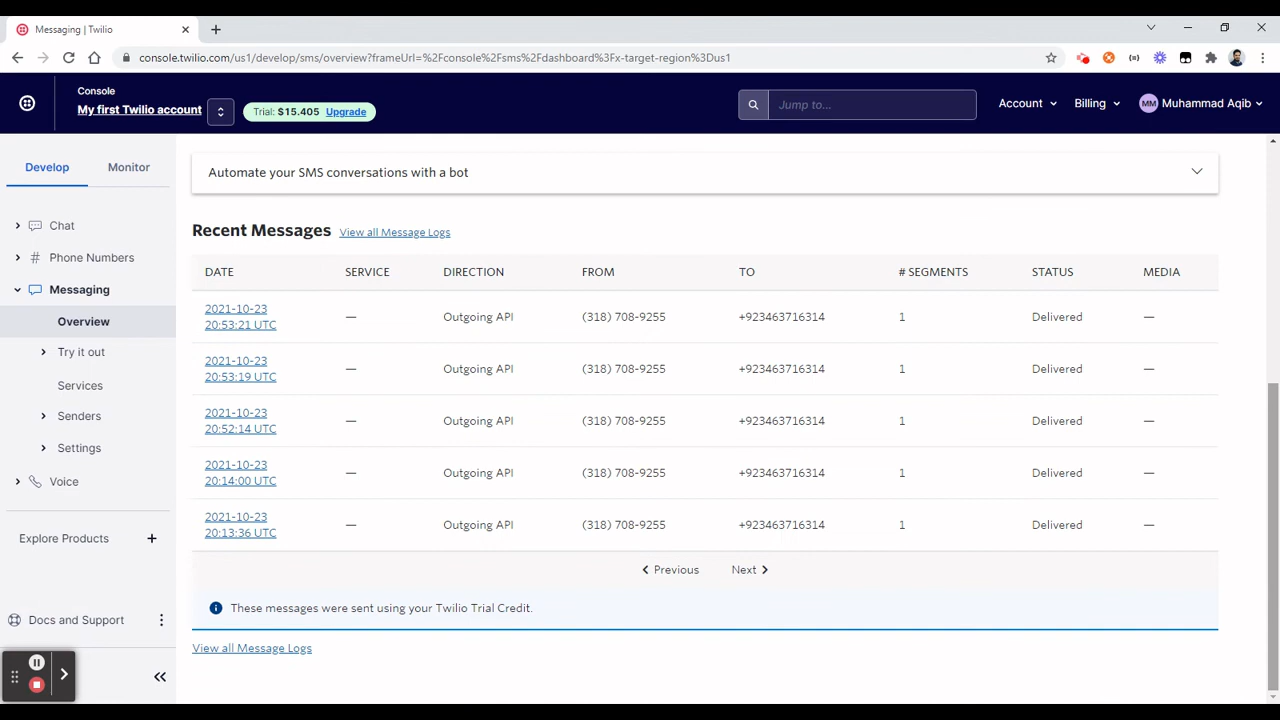 Messaging | Twilio
console.twilio.com/us1/develop/sms/overview?frameUrl=%2Fconsole%2Fsms%2Fdashboard%3Fx-target-region%3Dus1
Console
My first Twilio account
Trial: $15.405 Upgrade
Jump to...
Account
Billing
MM Muhammad Aqib
Develop
Monitor
Chat
# Phone Numbers
Messaging
Overview
Try it out
Services
Senders
Settings
Voice
Explore Products +
Docs and Support
Automate your SMS conversations with a bot
Recent Messages View all Message Logs
DATE SERVICE DIRECTION FROM TO # SEGMENTS STATUS MEDIA
2021-10-23
20:53:21 UTC — Outgoing API (318) 708-9255 +923463716314 1 Delivered —
2021-10-23
20:53:19 UTC — Outgoing API (318) 708-9255 +923463716314 1 Delivered —
2021-10-23
20:52:14 UTC — Outgoing API (318) 708-9255 +923463716314 1 Delivered —
2021-10-23
20:14:00 UTC — Outgoing API (318) 708-9255 +923463716314 1 Delivered —
2021-10-23
20:13:36 UTC — Outgoing API (318) 708-9255 +923463716314 1 Delivered —
Previous Next
These messages were sent using your Twilio Trial Credit.
View all Message Logs